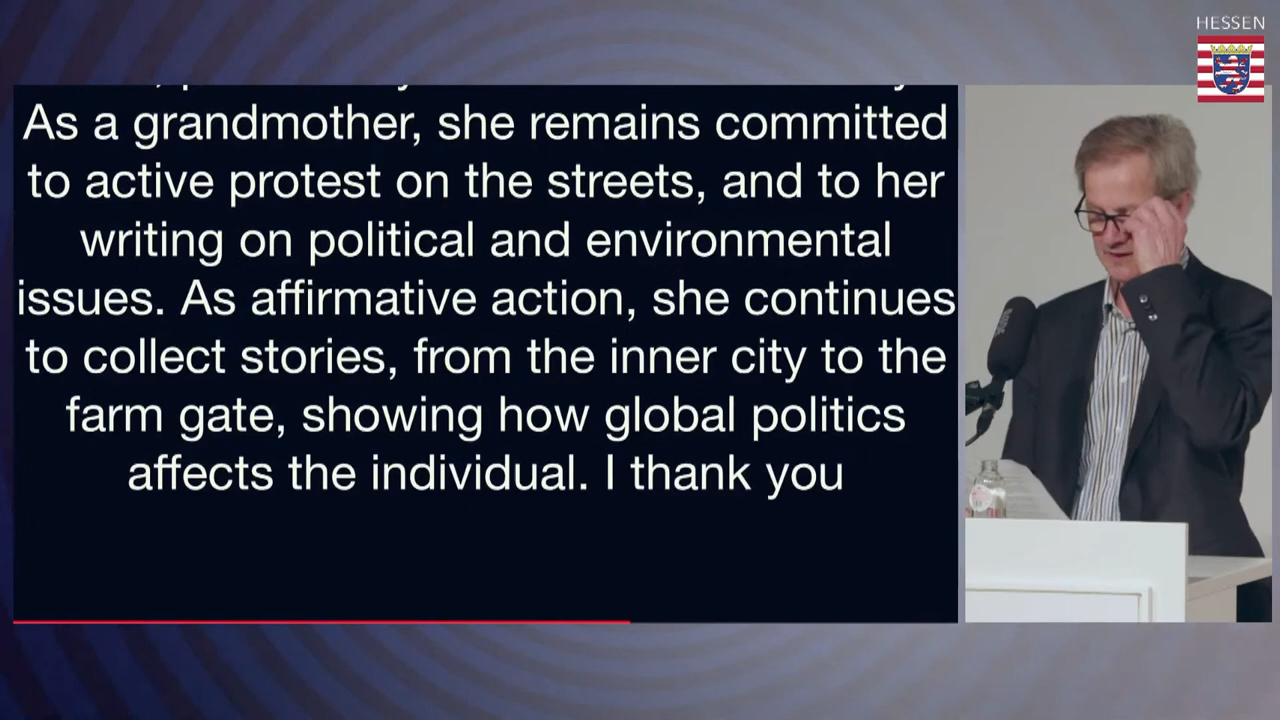 HESSEN
As a grandmother, she remains committed
to active protest on the streets, and to her
writing on political and environmental
issues. As affirmative action, she continues
to collect stories, from the inner city to the
farm gate, showing how global politics
affects the individual. I thank you